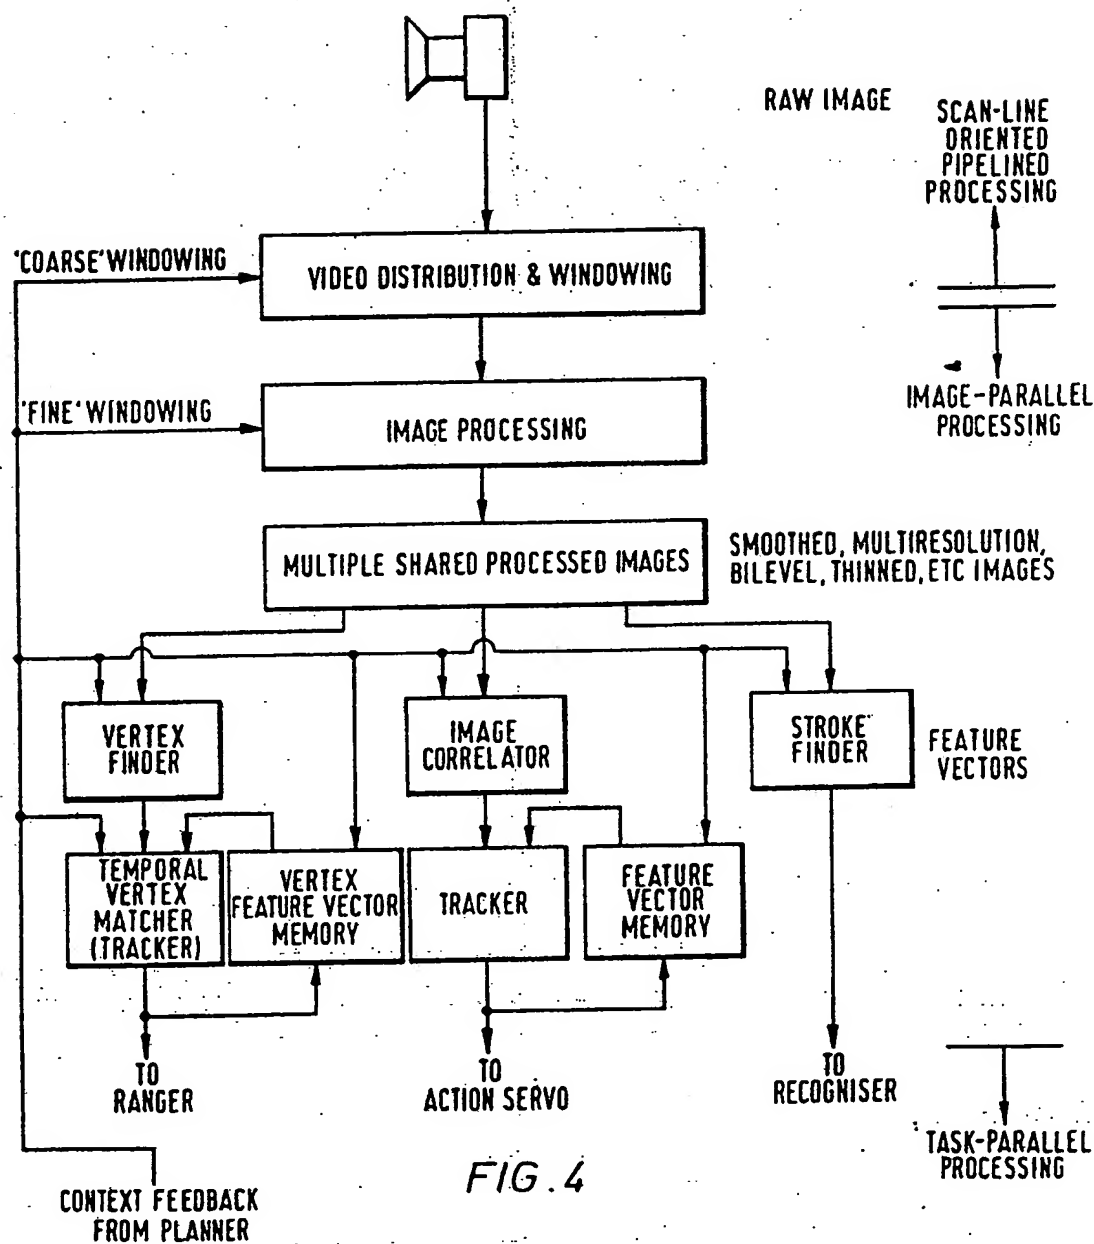 RAW IMAGE
SCAN-LINE
ORIENTED
PIPELINED
PROCESSING
'COARSE' WINDOWING
VIDEO DISTRIBUTION & WINDOWING
IMAGE-PARALLEL
PROCESSING
'FINE' WINDOWING
IMAGE PROCESSING
MULTIPLE SHARED PROCESSED IMAGES
SMOOTHED, MULTIRESOLUTION,
BILEVEL, THINNED, ETC IMAGES
VERTEX
FINDER
IMAGE
CORRELATOR
STROKE
FINDER
FEATURE
VECTORS
TEMPORAL
VERTEX
MATCHER
(TRACKER)
VERTEX
FEATURE VECTOR
MEMORY
TRACKER
FEATURE
VECTOR
MEMORY
TO
RANGER
TO
ACTION SERVO
TO
RECOGNISER
TASK-PARALLEL
PROCESSING
CONTEXT FEEDBACK
FROM PLANNER
FIG. 4